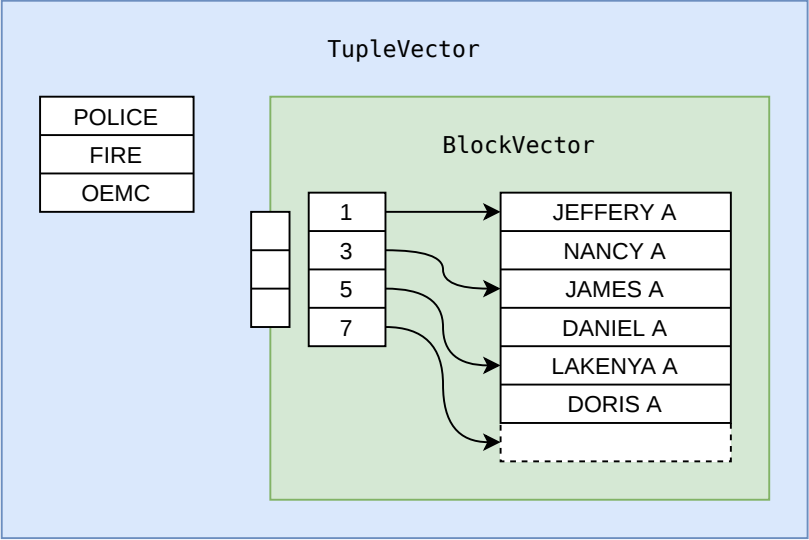 TupleVector
POLICE
FIRE
OEMC
BlockVector
1
3
5
7
JEFFERY A
NANCY A
JAMES A
DANIEL A
LAKENYA A
DORIS A